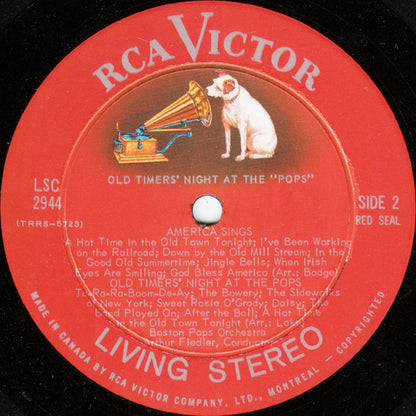 RCA VICTOR
OLD TIMERS' NIGHT AT THE "POPS"
LSC
2944
(TRRS-5723)
SIDE 2
RED SEAL
AMERICA SINGS
A Hot Time in the Old Town Tonight; I've Been Working
on the Railroad; Down by the Old Mill Stream; In the
Good Old Summertime; Jingle Bells; When Irish
Eyes Are Smiling; God Bless America (Arr.: Bodge)
OLD TIMERS' NIGHT AT THE POPS
Ta-Ra-Ra-Boom-De-Ay; The Bowery; The Sidewalks
of New York; Sweet Rosie O'Grady; Daisy; The
Band Played On; After the Ball; A Hot Time
in the Old Town Tonight (Arr.:
Boston Pops Orchestra
Arthur Fiedler, Conductor
LIVING STEREO
MADE IN CANADA BY RCA VICTOR COMPANY, LTD., MONTREAL – COPYRIGHTED